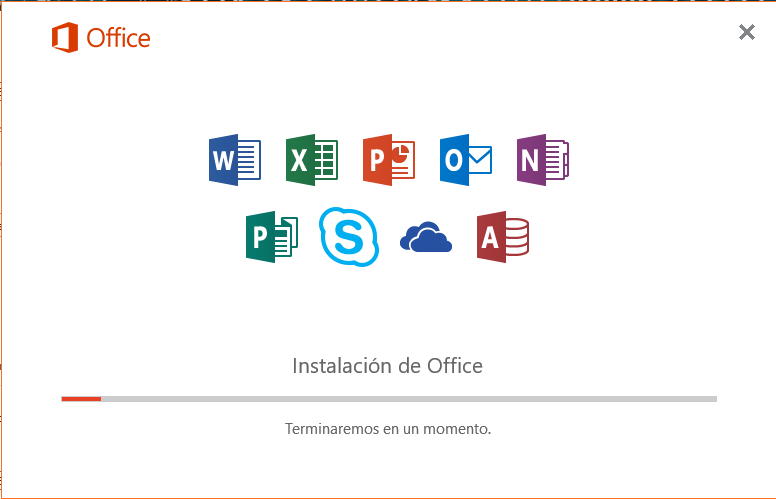 Office
W X P O N
P S A
Instalación de Office
Terminaremos en un momento.